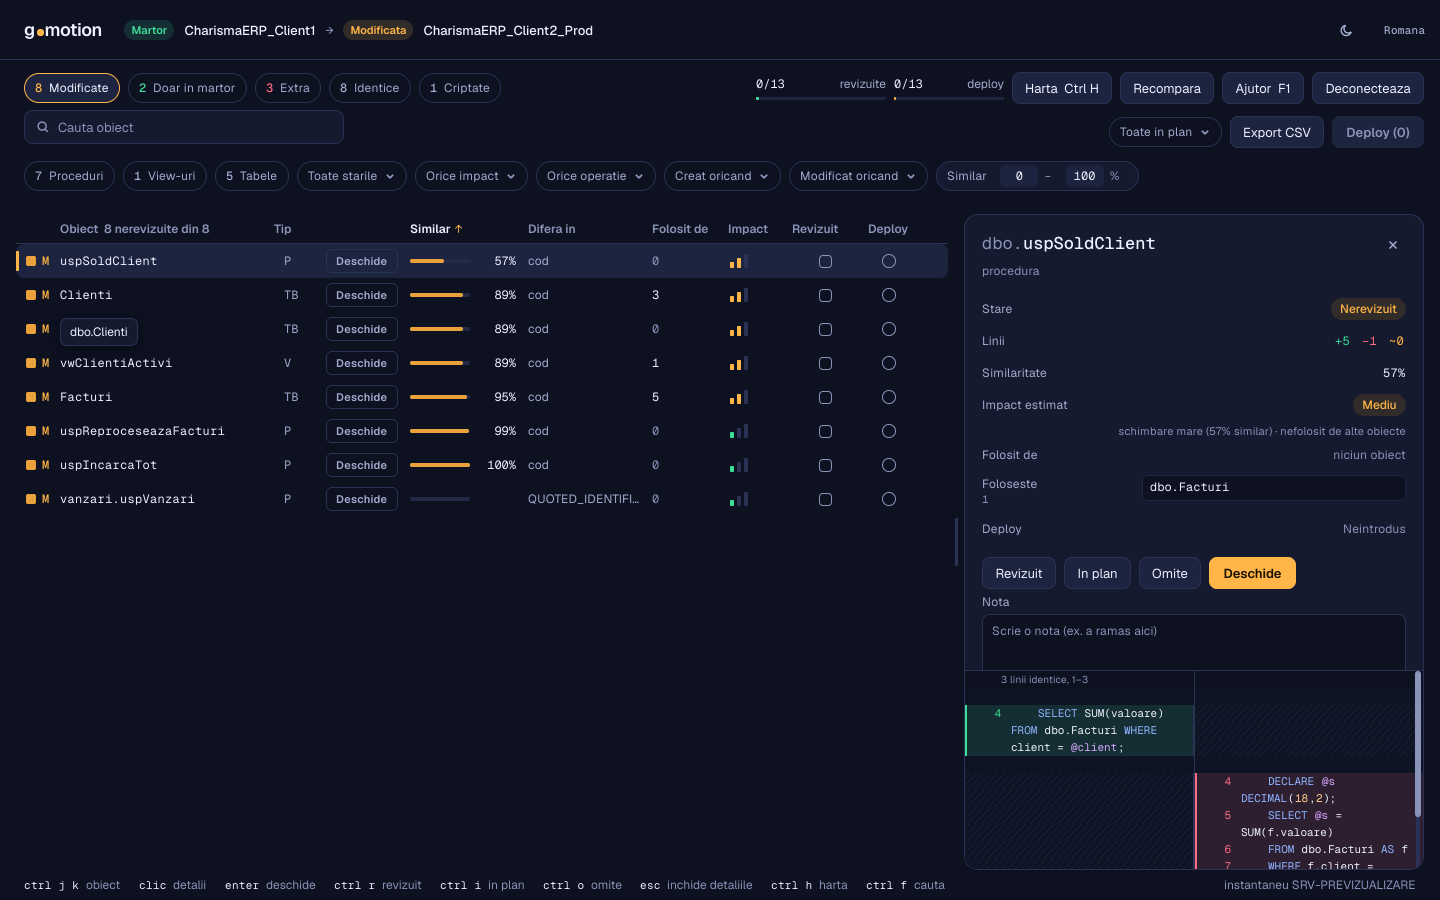 g●motion Martor CharismaERP_Client1 → Modificata CharismaERP_Client2_Prod Romana
8 Modificate 2 Doar in martor 3 Extra 8 Identice 1 Criptate 0/13 revizuite 0/13 deploy Harta Ctrl H Recompara Ajutor F1 Deconecteaza
Cauta obiect Toate in plan Export CSV Deploy (0)
7 Proceduri 1 View-uri 5 Tabele Toate starile Orice impact Orice operatie Creat oricand Modificat oricand Similar 0 – 100 %
Obiect 8 nerevizuite din 8 Tip Similar ↑ Difera in Folosit de Impact Revizuit Deploy
M uspSoldClient P Deschide 57% cod 0
M Clienti TB Deschide 89% cod 3
M TB Deschide 89% cod 0
dbo.Clienti
M vwClientiActivi V Deschide 89% cod 1
M Facturi TB Deschide 95% cod 5
M uspReproceseazaFacturi P Deschide 99% cod 0
M uspIncarcaTot P Deschide 100% cod 0
M vanzari.uspVanzari P Deschide QUOTED_IDENTIFI… 0
dbo.uspSoldClient ×
procedura
Stare Nerevizuit
Linii +5 −1 ~0
Similaritate 57%
Impact estimat Mediu
schimbare mare (57% similar) · nefolosit de alte obiecte
Folosit de niciun obiect
Foloseste dbo.Facturi
1
Deploy Neintrodus
Revizuit In plan Omite Deschide
Nota
Scrie o nota (ex. a ramas aici)
3 linii identice, 1–3
4 SELECT SUM(valoare)
FROM dbo.Facturi WHERE
client = @client;
4 DECLARE @s
DECIMAL(18,2);
5 SELECT @s =
SUM(f.valoare)
6 FROM dbo.Facturi AS f
7 WHERE f.client =
ctrl j k obiect clic detalii enter deschide ctrl r revizuit ctrl i in plan ctrl o omite esc inchide detaliile ctrl h harta ctrl f cauta instantaneu SRV-PREVIZUALIZARE